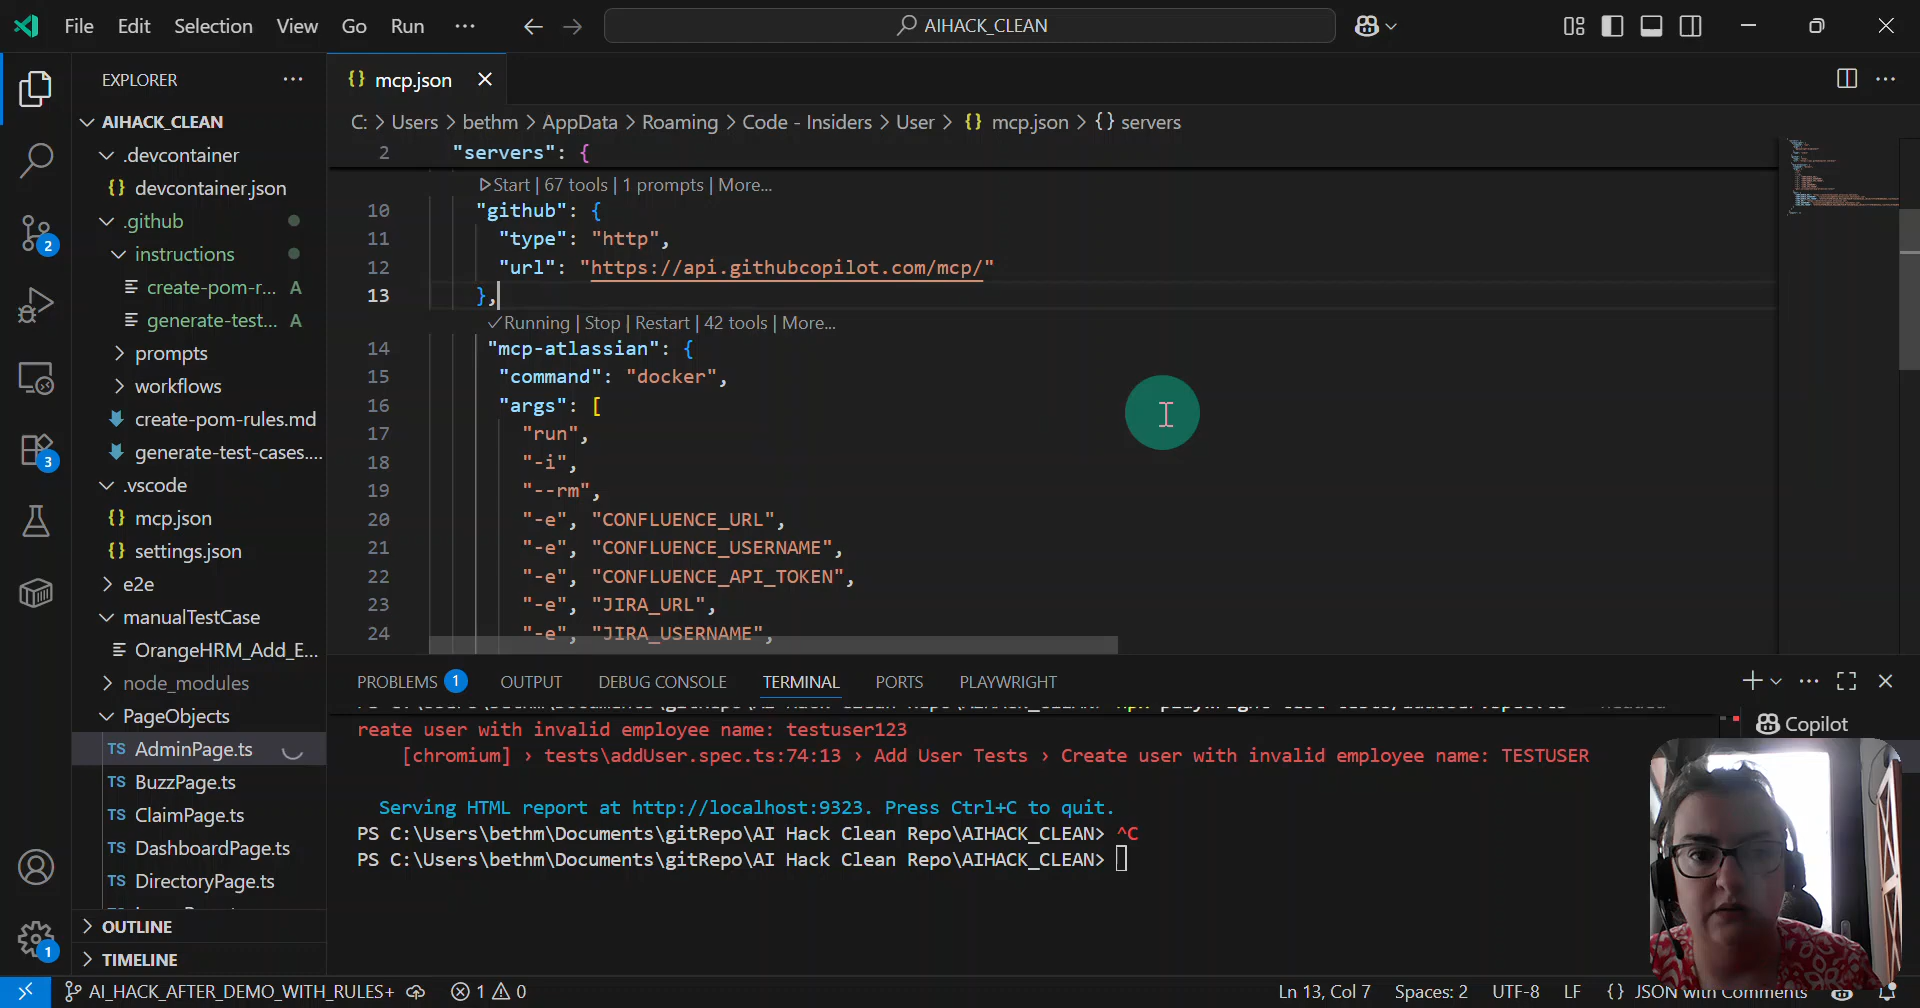 File Edit Selection View Go Run ···
AIHACK_CLEAN
EXPLORER
AIHACK_CLEAN
.devcontainer
devcontainer.json
.github
instructions
create-pom-r... A
generate-test... A
prompts
workflows
create-pom-rules.md
generate-test-cases....
.vscode
mcp.json
settings.json
e2e
manualTestCase
OrangeHRM_Add_E...
node_modules
PageObjects
TS AdminPage.ts
TS BuzzPage.ts
TS ClaimPage.ts
TS DashboardPage.ts
TS DirectoryPage.ts
OUTLINE
TIMELINE
2
3
1
{} mcp.json
C: > Users > bethm > AppData > Roaming > Code - Insiders > User > {} mcp.json > {} servers
2 "servers": {
Start | 67 tools | 1 prompts | More...
10 "github": {
11 "type": "http",
12 "url": "https://api.githubcopilot.com/mcp/"
13 },
✓Running | Stop | Restart | 42 tools | More...
14 "mcp-atlassian": {
15 "command": "docker",
16 "args": [
17 "run",
18 "-i",
19 "--rm",
20 "-e", "CONFLUENCE_URL",
21 "-e", "CONFLUENCE_USERNAME",
22 "-e", "CONFLUENCE_API_TOKEN",
23 "-e", "JIRA_URL",
24 "-e", "JIRA_USERNAME",
PROBLEMS 1 OUTPUT DEBUG CONSOLE TERMINAL PORTS PLAYWRIGHT
reate user with invalid employee name: testuser123
[chromium] › tests\addUser.spec.ts:74:13 › Add User Tests › Create user with invalid employee name: TESTUSER
Serving HTML report at http://localhost:9323. Press Ctrl+C to quit.
PS C:\Users\bethm\Documents\gitRepo\AI Hack Clean Repo\AIHACK_CLEAN> ^C
PS C:\Users\bethm\Documents\gitRepo\AI Hack Clean Repo\AIHACK_CLEAN>
Copilot
AI_HACK_AFTER_DEMO_WITH_RULES+ 1 0 Ln 13, Col 7 Spaces: 2 UTF-8 LF {} JSON with Comments